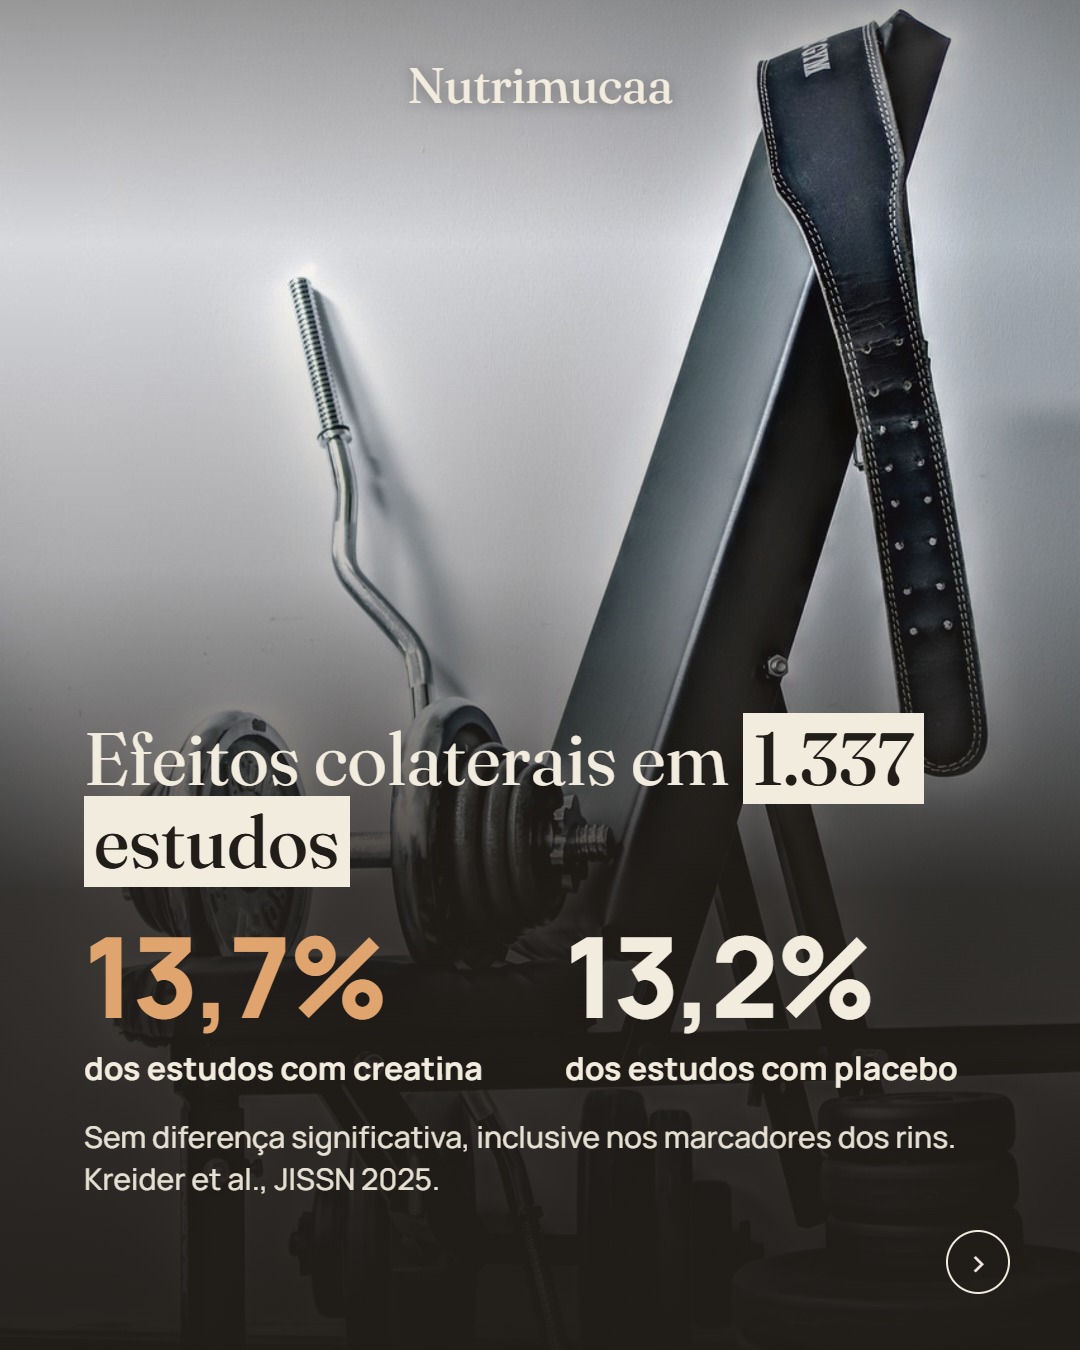 Nutrimucaa
GYM
Efeitos colaterais em 1.337
estudos
13,7%
13,2%
dos estudos com creatina
dos estudos com placebo
Sem diferença significativa, inclusive nos marcadores dos rins.
Kreider et al., JISSN 2025.